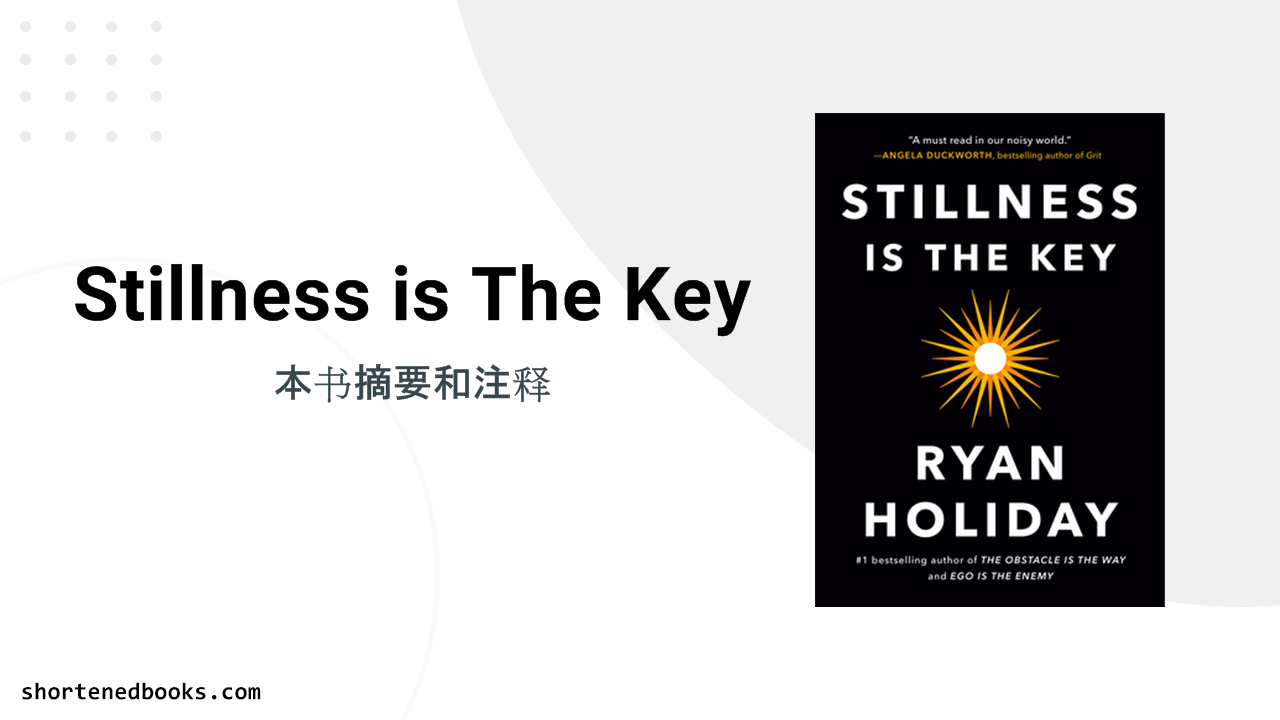 Stillness is The Key
本书摘要和注释
"A must read in our noisy world."
—ANGELA DUCKWORTH, bestselling author of Grit
STILLNESS
IS THE KEY
RYAN
HOLIDAY
#1 bestselling author of THE OBSTACLE IS THE WAY
and EGO IS THE ENEMY
shortenedbooks.com